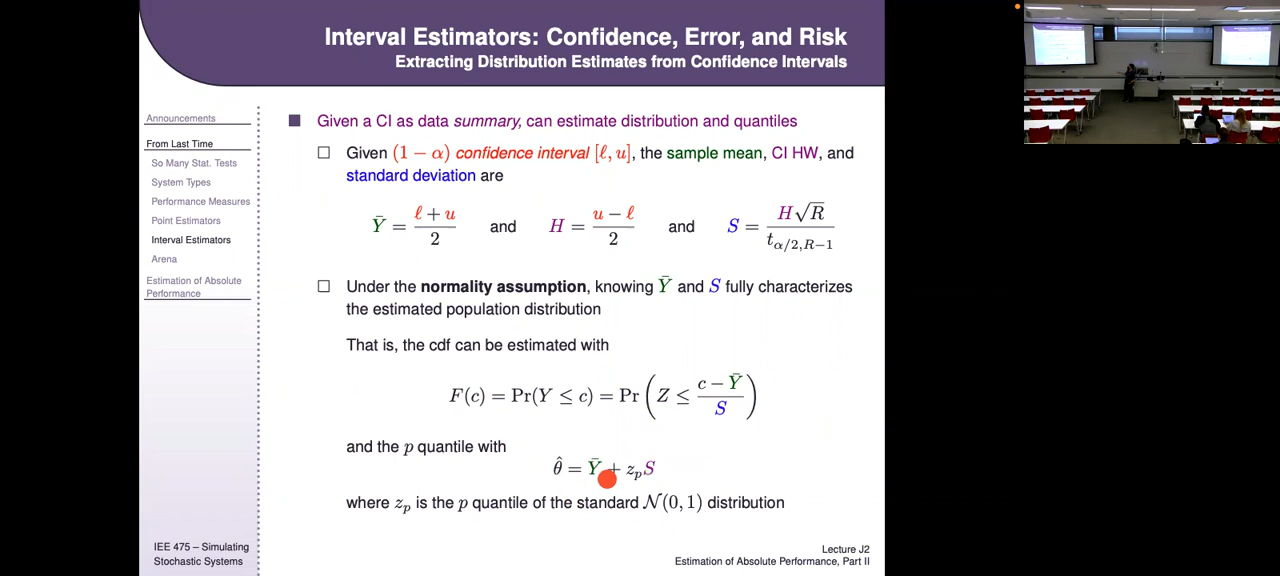 Interval Estimators: Confidence, Error, and Risk
Extracting Distribution Estimates from Confidence Intervals
Announcements
From Last Time
So Many Stat. Tests
System Types
Performance Measures
Point Estimators
Interval Estimators
Arena
Estimation of Absolute
Performance
Given a CI as data summary, can estimate distribution and quantiles
Given (1 − α) confidence interval [ℓ, u], the sample mean, CI HW, and
standard deviation are
Ȳ = (ℓ + u)/2 and H = (u − ℓ)/2 and S = H√R / t_{α/2,R−1}
Under the normality assumption, knowing Ȳ and S fully characterizes
the estimated population distribution
That is, the cdf can be estimated with
F(c) = Pr(Y ≤ c) = Pr(Z ≤ (c − Ȳ)/S)
and the p quantile with
θ̂ = Ȳ + z_p S
where z_p is the p quantile of the standard 𝒩(0, 1) distribution
IEE 475 – Simulating
Stochastic Systems
Lecture J2
Estimation of Absolute Performance, Part II